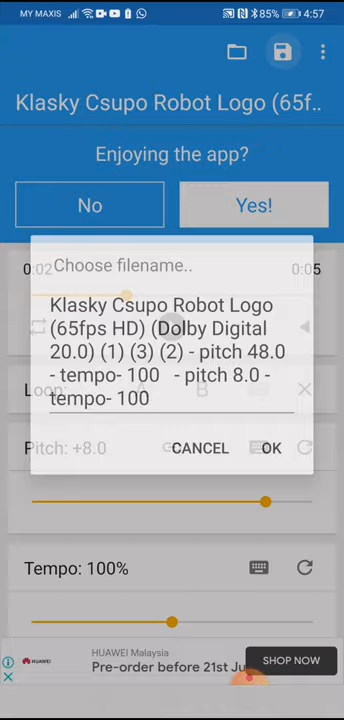 MY MAXIS
85%
4:57
Klasky Csupo Robot Logo (65f..
Enjoying the app?
No
Yes!
Choose filename..
0:02
0:05
Klasky Csupo Robot Logo
(65fps HD) (Dolby Digital
20.0) (1) (3) (2) - pitch 48.0
- tempo- 100 - pitch 8.0 -
tempo- 100
Loop:
A
B
Pitch: +8.0
CANCEL
OK
Tempo: 100%
HUAWEI
HUAWEI Malaysia
Pre-order before 21st Ju
SHOP NOW